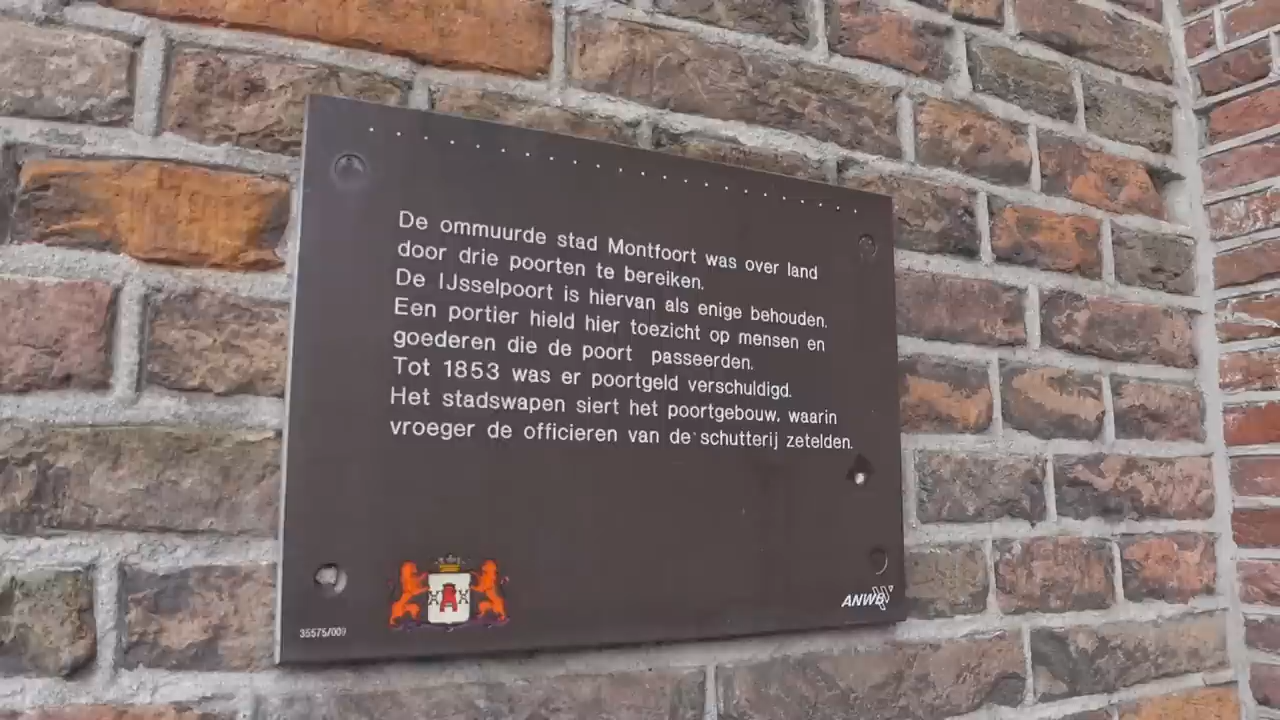 De ommuurde stad Montfoort was over land
door drie poorten te bereiken.
De IJsselpoort is hiervan als enige behouden.
Een portier hield hier toezicht op mensen en
goederen die de poort passeerden.
Tot 1853 was er poortgeld verschuldigd.
Het stadswapen siert het poortgebouw, waarin
vroeger de officieren van de schutterij zetelden.
35575/009
ANWB